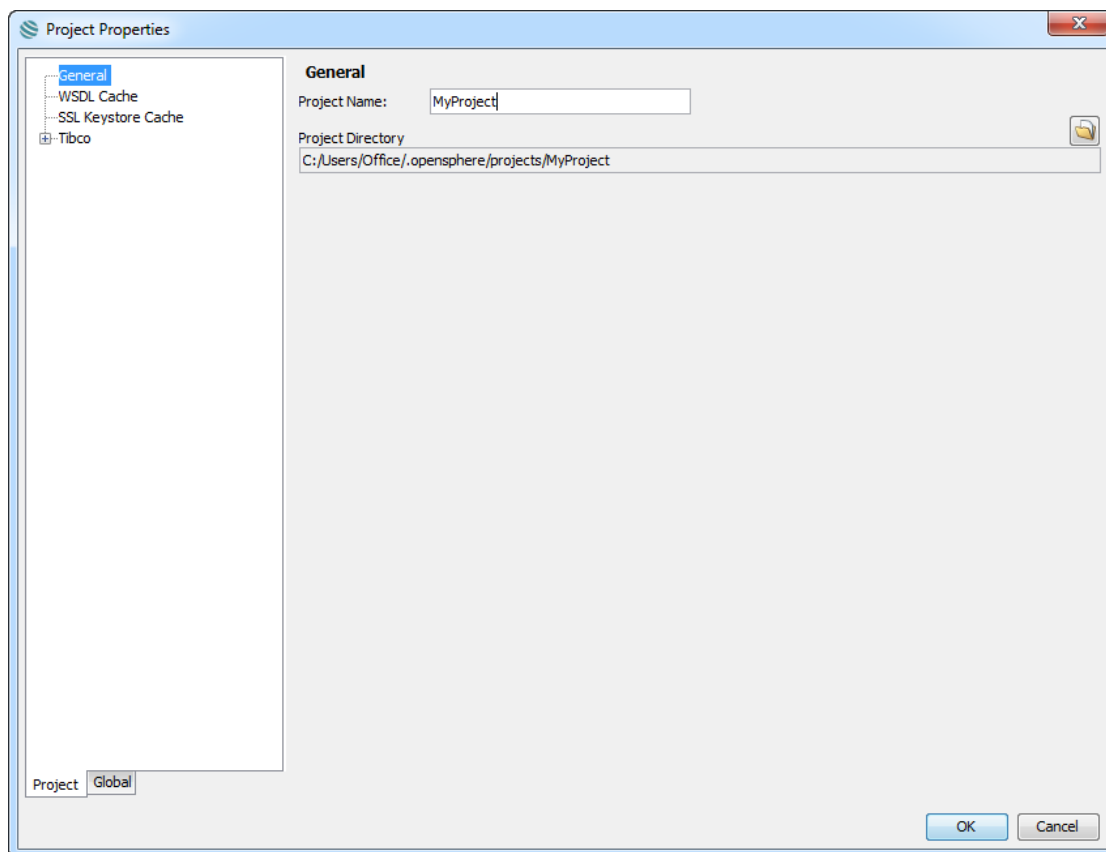 Project Properties
General
WSDL Cache
SSL Keystore Cache
Tibco
General
Project Name: MyProject
Project Directory
C:/Users/Office/.opensphere/projects/MyProject
Project Global
OK Cancel